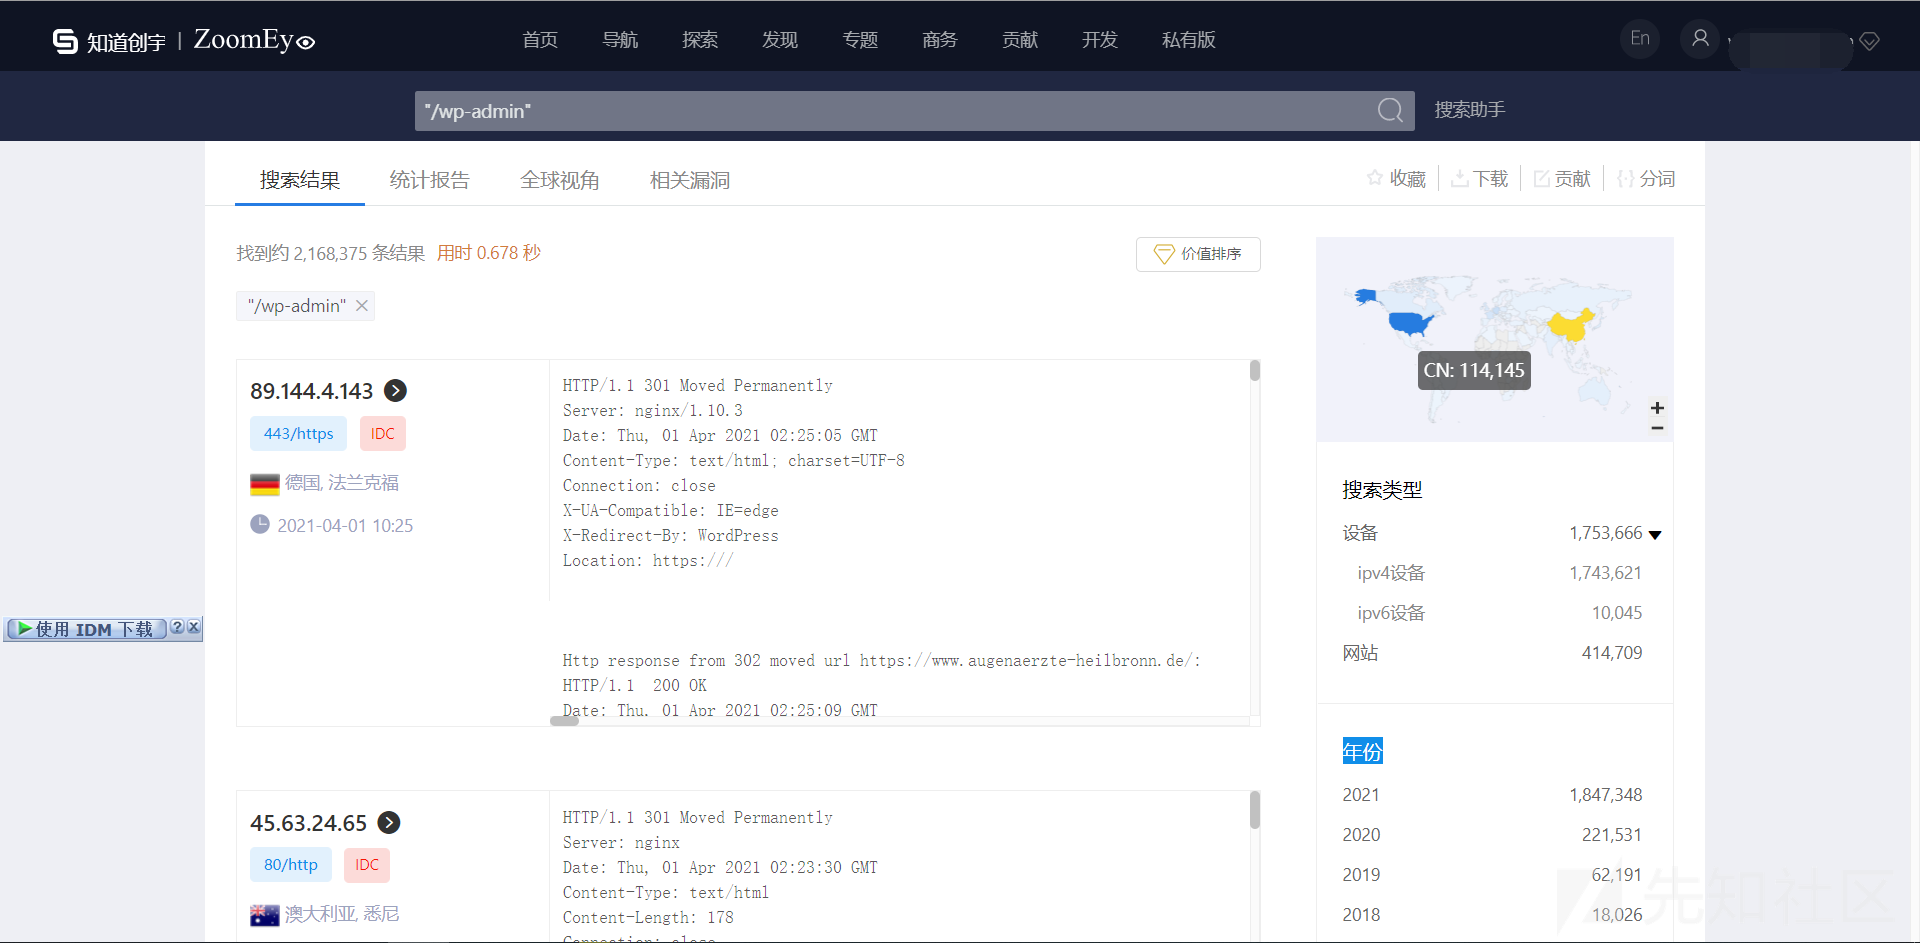 知道创宇 | ZoomEye
首页 导航 探索 发现 专题 商务 贡献 开发 私有版
En
"/wp-admin"
搜索助手
搜索结果 统计报告 全球视角 相关漏洞
收藏 下载 贡献 分词
找到约 2,168,375 条结果 用时 0.678 秒
价值排序
"/wp-admin"
89.144.4.143
443/https IDC
德国, 法兰克福
2021-04-01 10:25
HTTP/1.1 301 Moved Permanently
Server: nginx/1.10.3
Date: Thu, 01 Apr 2021 02:25:05 GMT
Content-Type: text/html; charset=UTF-8
Connection: close
X-UA-Compatible: IE=edge
X-Redirect-By: WordPress
Location: https:///
Http response from 302 moved url https://www.augenaerzte-heilbronn.de/:
HTTP/1.1  200 OK
Date: Thu, 01 Apr 2021 02:25:09 GMT
使用 IDM 下载 ? X
45.63.24.65
80/http IDC
澳大利亚, 悉尼
HTTP/1.1 301 Moved Permanently
Server: nginx
Date: Thu, 01 Apr 2021 02:23:30 GMT
Content-Type: text/html
Content-Length: 178
Connection: close
CN: 114,145
+
−
搜索类型
设备 1,753,666
ipv4设备 1,743,621
ipv6设备 10,045
网站 414,709
年份
2021 1,847,348
2020 221,531
2019 62,191
2018 18,026
先知社区